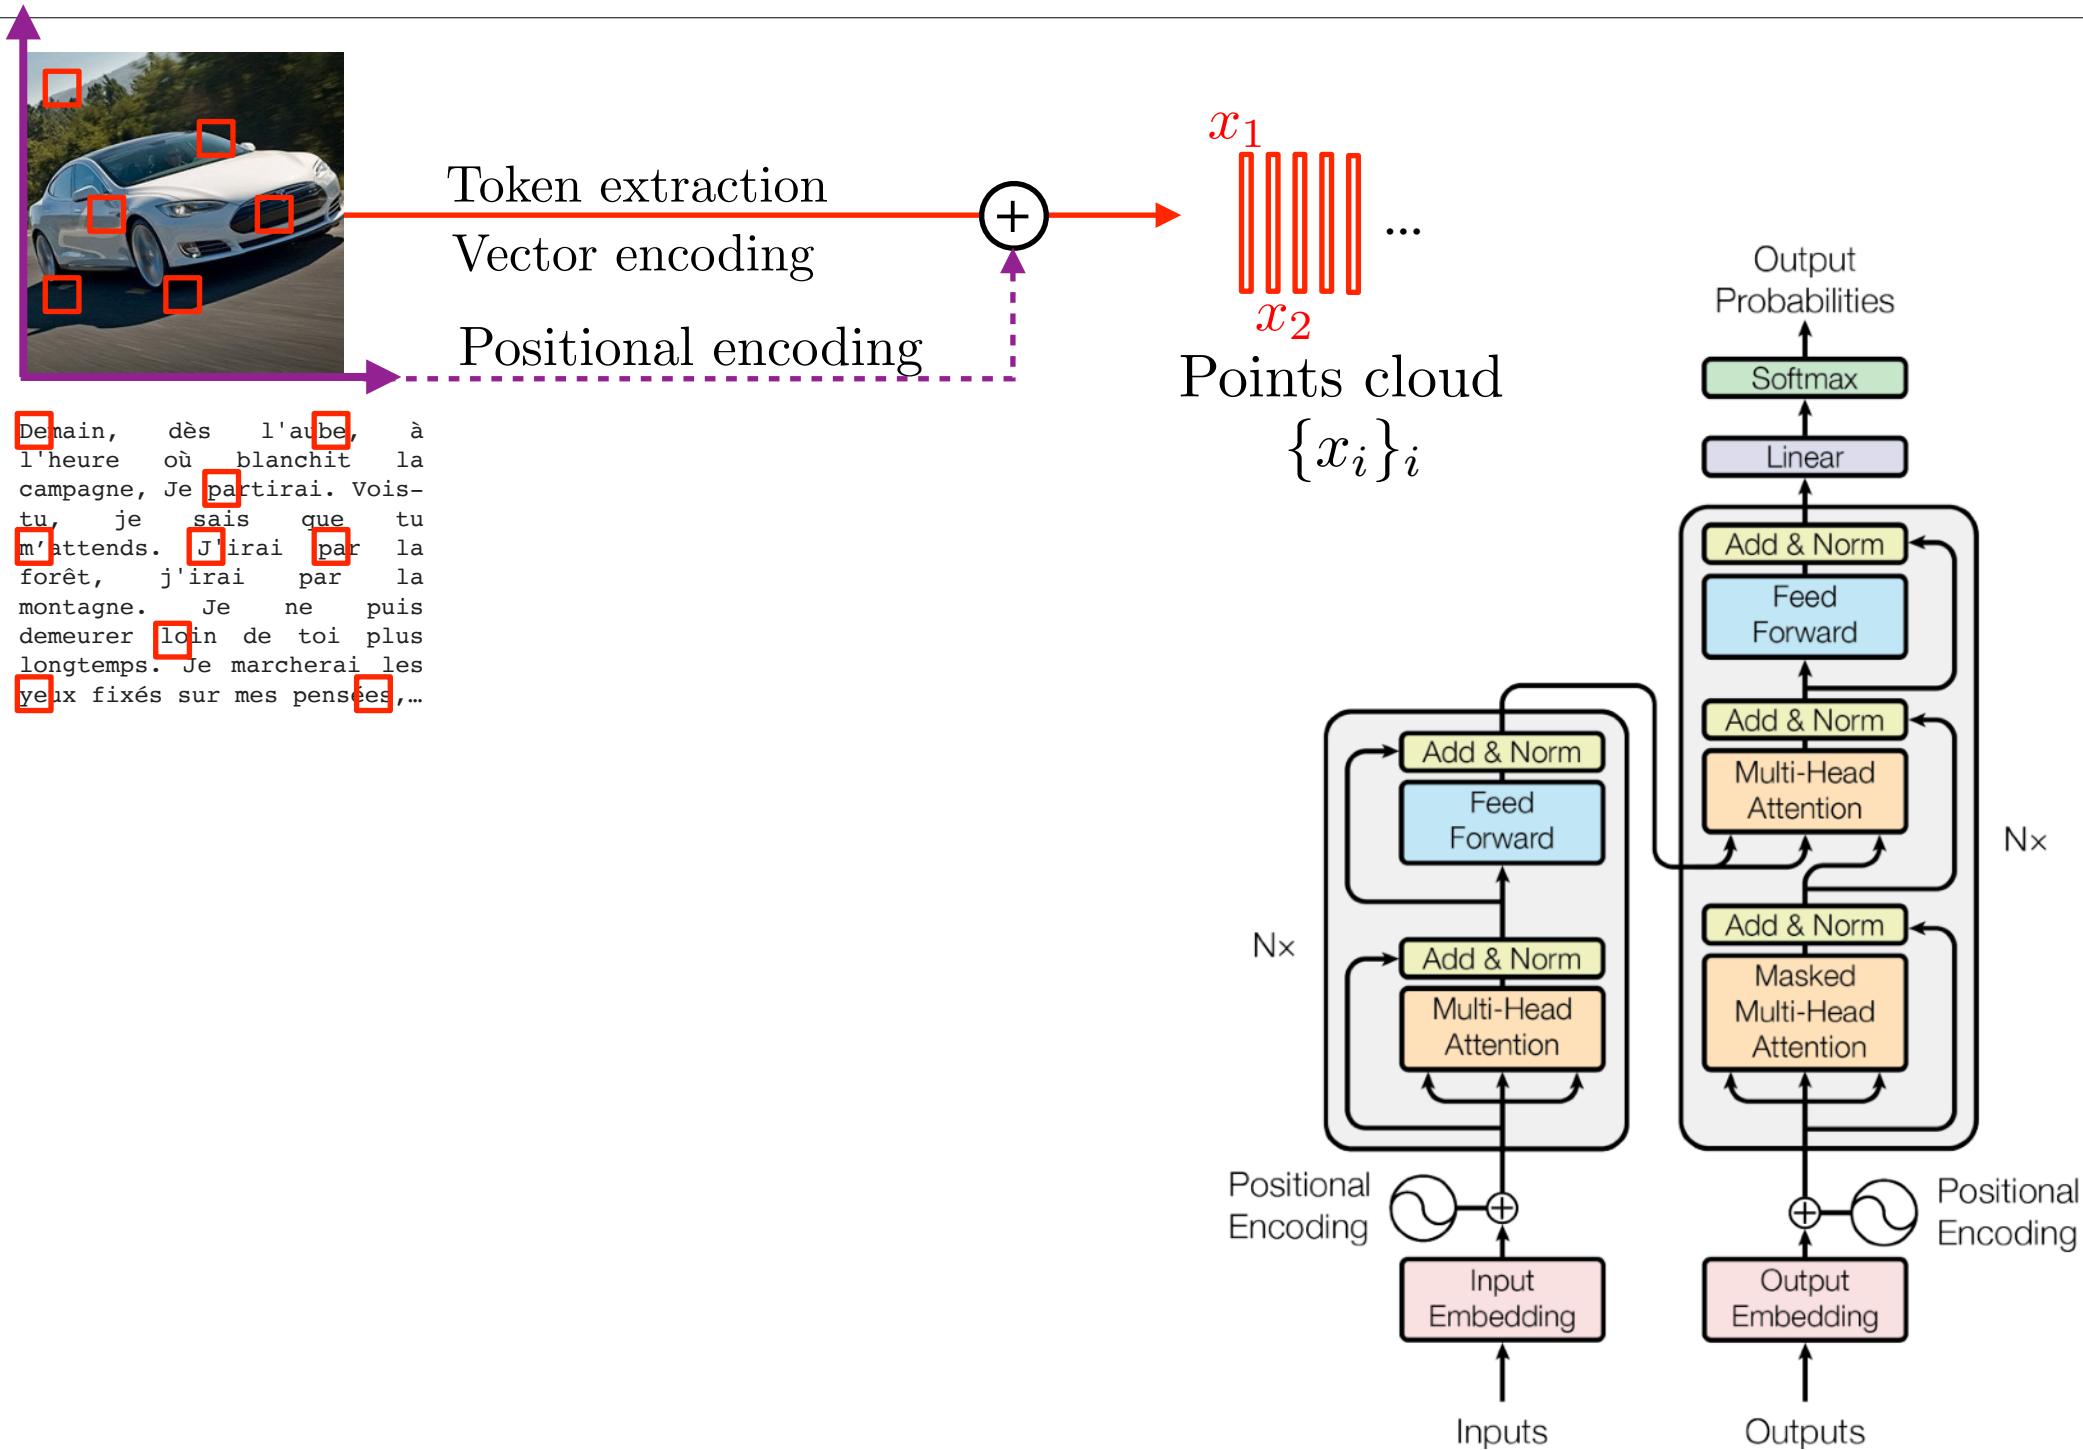 Token extraction
Vector encoding
+
Positional encoding
x_1
...
x_2
Points cloud
{x_i}_i
Demain, dès l'aube, à
l'heure où blanchit la
campagne, Je partirai. Vois-
tu, je sais que tu
m’attends. J'irai par la
forêt, j'irai par la
montagne. Je ne puis
demeurer loin de toi plus
longtemps. Je marcherai les
yeux fixés sur mes pensées,…
Output
Probabilities
Softmax
Linear
Add & Norm
Feed
Forward
Add & Norm
Multi-Head
Attention
Nx
Add & Norm
Masked
Multi-Head
Attention
Add & Norm
Feed
Forward
Nx
Add & Norm
Multi-Head
Attention
Positional
Encoding
Positional
Encoding
Input
Embedding
Output
Embedding
Inputs
Outputs